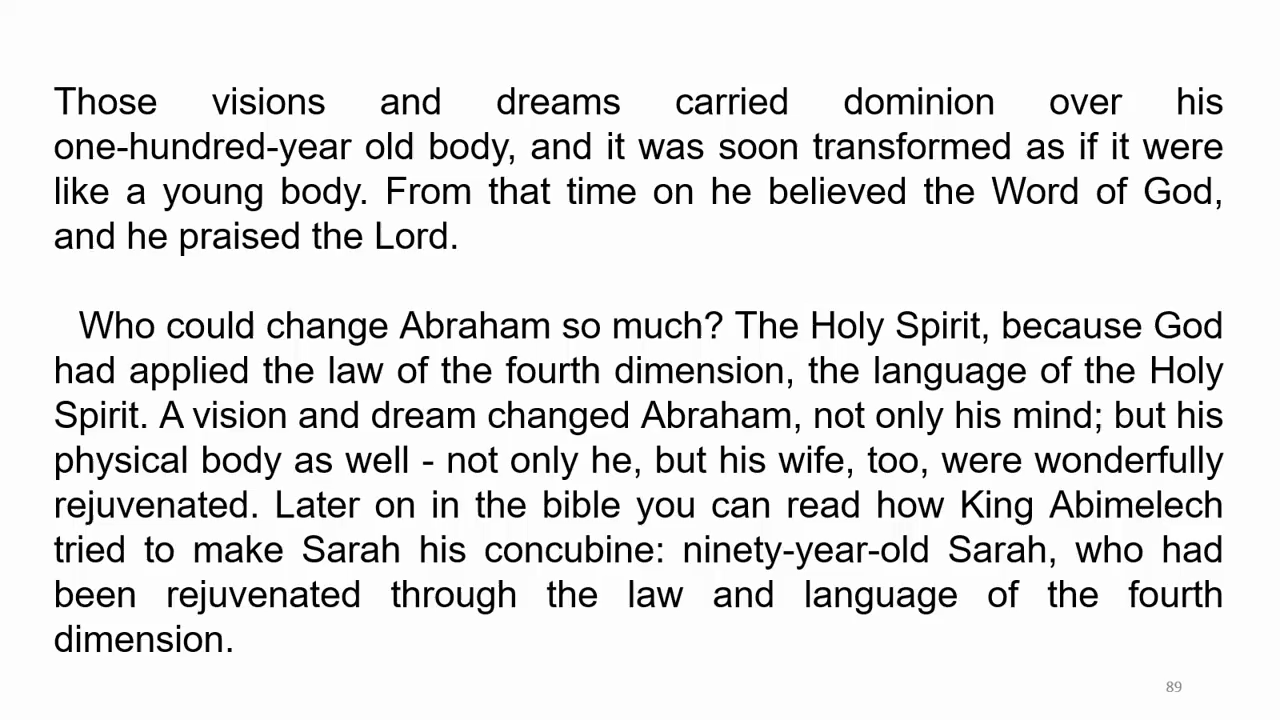 Those visions and dreams carried dominion over his
one-hundred-year old body, and it was soon transformed as if it were
like a young body. From that time on he believed the Word of God,
and he praised the Lord.
Who could change Abraham so much? The Holy Spirit, because God
had applied the law of the fourth dimension, the language of the Holy
Spirit. A vision and dream changed Abraham, not only his mind; but his
physical body as well - not only he, but his wife, too, were wonderfully
rejuvenated. Later on in the bible you can read how King Abimelech
tried to make Sarah his concubine: ninety-year-old Sarah, who had
been rejuvenated through the law and language of the fourth
dimension.
89